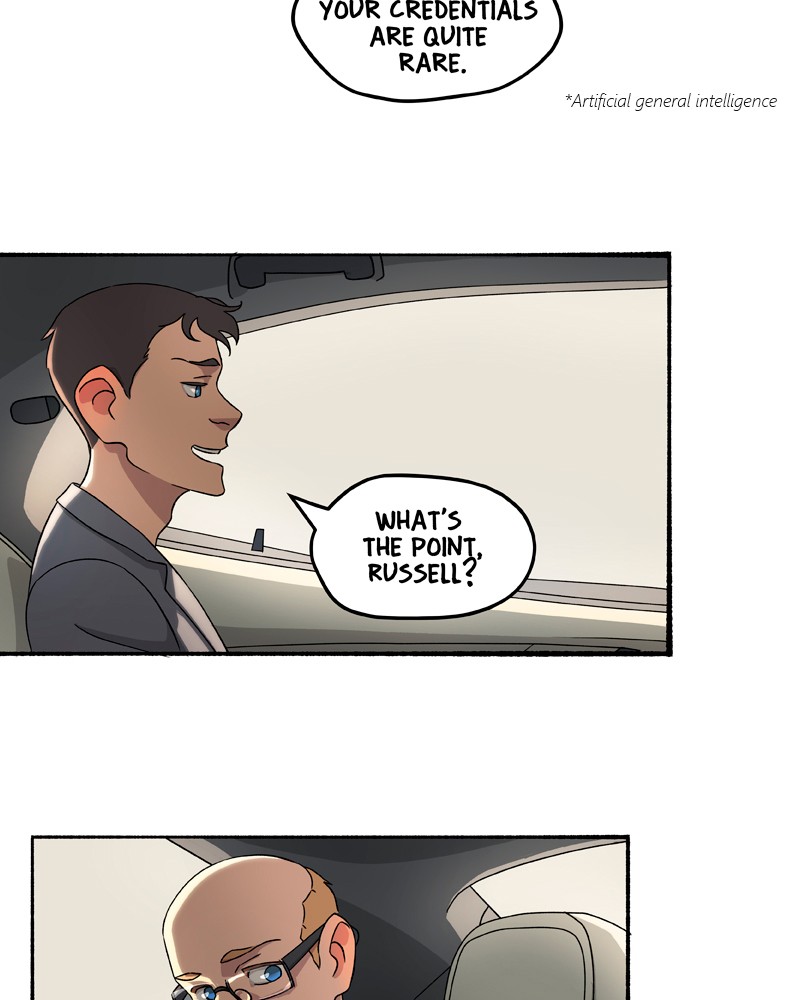 YOUR CREDENTIALS
ARE QUITE
RARE.
*Artificial general intelligence
WHAT'S
THE POINT,
RUSSELL?